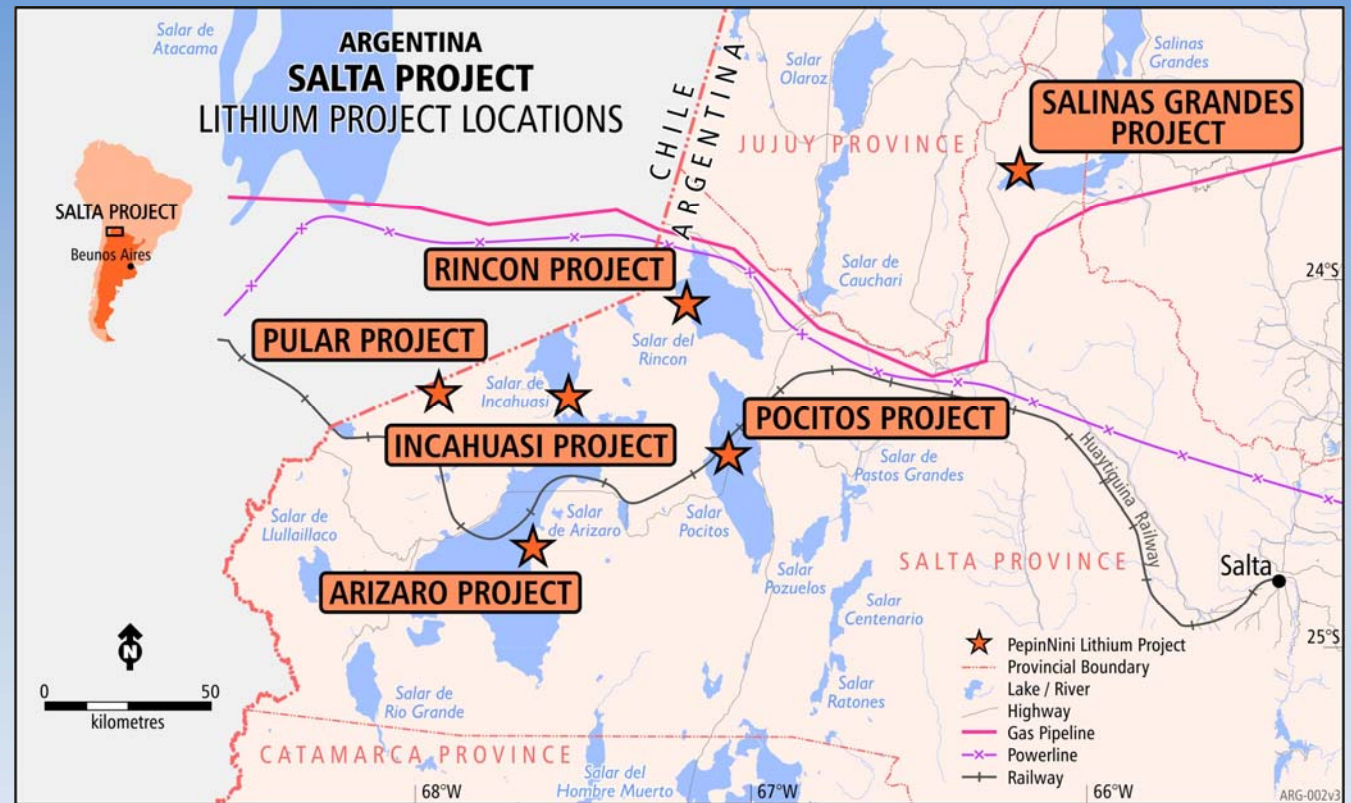 Salar de
Atacama
ARGENTINA
SALTA PROJECT
LITHIUM PROJECT LOCATIONS
CHILE
ARGENTINA
Salar
Olaroz
Salinas
Grandes
SALINAS GRANDES
PROJECT
JUJUY PROVINCE
SALTA PROJECT
Beunos Aires
RINCON PROJECT
Salar de
Cauchari
24°S
PULAR PROJECT
Salar del
Rincon
Salar de
Incahuasi
POCITOS PROJECT
INCAHUASI PROJECT
Salar de
Pastos Grandes
Huaytiquina Railway
Salar de
Llullaillaco
Salar
de Arizaro
Salar
Pocitos
SALTA PROVINCE
Salta
ARIZARO PROJECT
Salar
Pozuelos
Salar
Centenario
25°S
N
0 50
kilometres
Salar de
Rio Grande
Salar
Ratones
PepinNini Lithium Project
Provincial Boundary
Lake / River
Highway
Gas Pipeline
Powerline
Railway
CATAMARCA PROVINCE
Salar del
Hombre Muerto
68°W
67°W
66°W
ARG-002v3